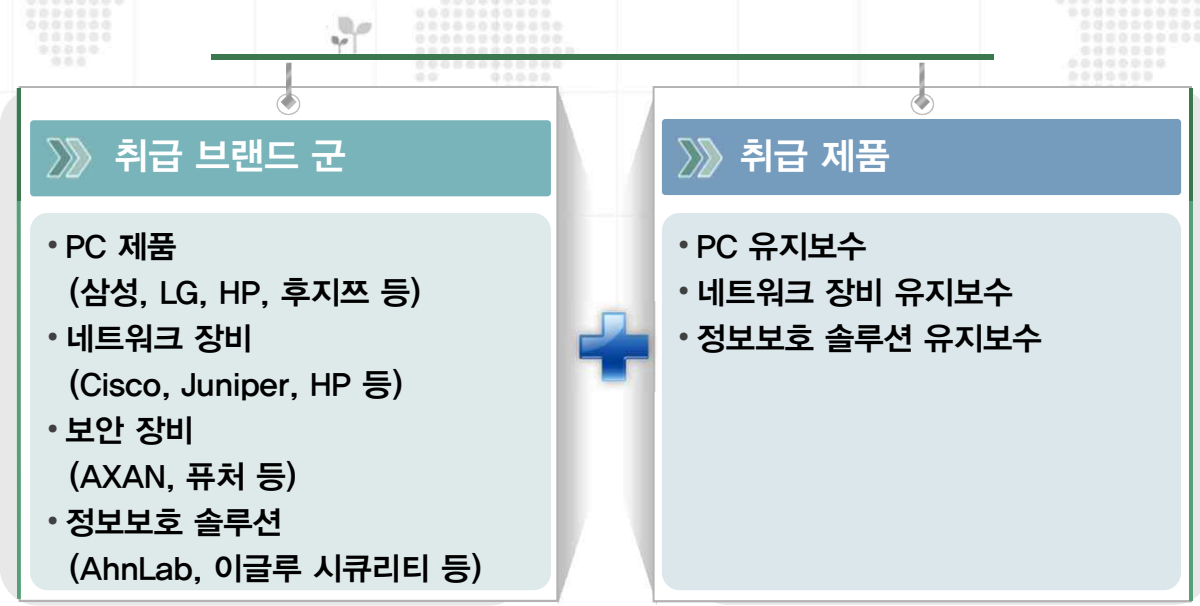 취급 브랜드 군
• PC 제품
(삼성, LG, HP, 후지쯔 등)
• 네트워크 장비
(Cisco, Juniper, HP 등)
• 보안 장비
(AXAN, 퓨처 등)
• 정보보호 솔루션
(AhnLab, 이글루 시큐리티 등)
취급 제품
• PC 유지보수
• 네트워크 장비 유지보수
• 정보보호 솔루션 유지보수